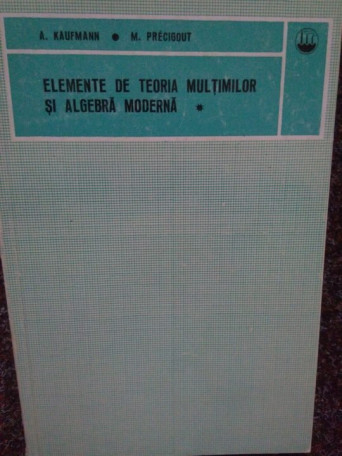 A. KAUFMANN ● M. PRÉCIGOUT
ELEMENTE DE TEORIA MULȚIMILOR
ȘI ALGEBRĂ MODERNĂ *